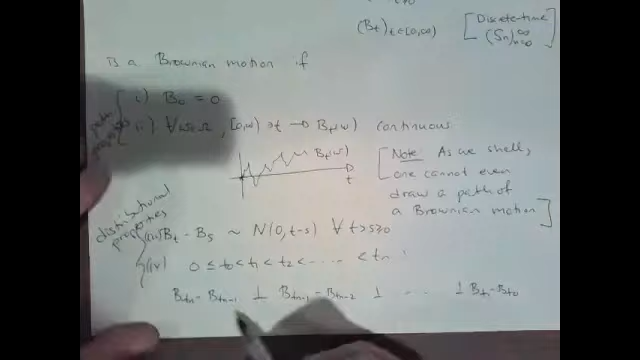 (Bt)t∈[0,∞) [Discrete-time
(Sn)∞n=0]
is a Brownian motion if
path properties
i) B0 = 0
ii) ∀ω∈Ω, [0,∞) ∋ t → Bt(ω) continuous
Bt(ω)
t
[Note: As we shall,
one cannot even
draw a path of
a Brownian motion]
distributional properties
iii) Bt - Bs ~ N(0, t-s) ∀ t>s≥0
(iv) 0 ≤ t0 < t1 < t2 < ..... < tn
Btn - Btn-1 ⊥ Btn-1 - Btn-2 ⊥ ... ⊥ Bt1 - Bt0